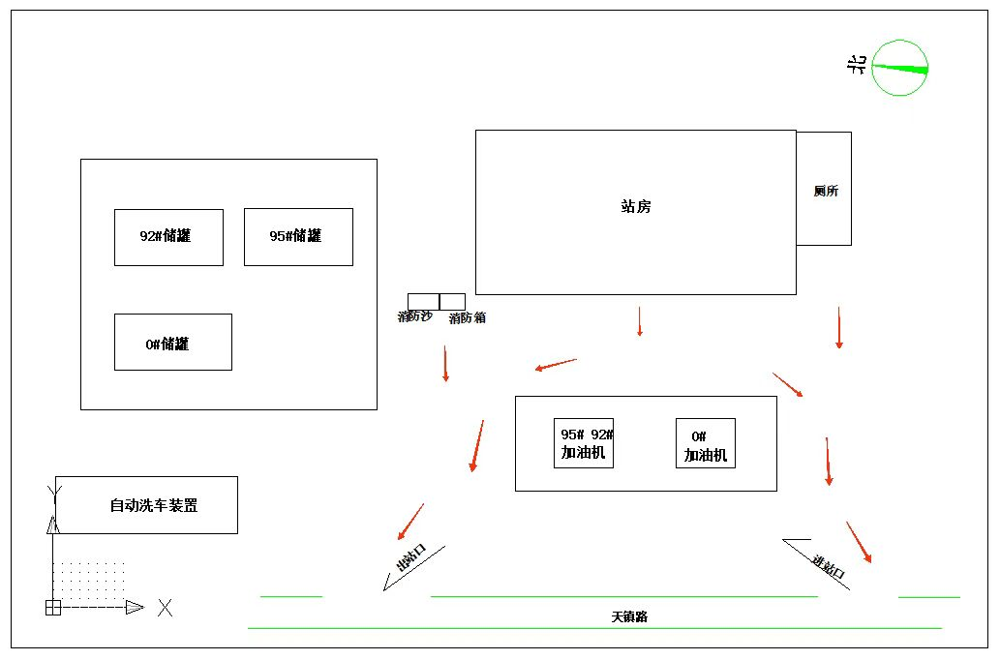 北
站房
厕所
92#储罐
95#储罐
0#储罐
消防沙
消防箱
95# 92#
加油机
0#
加油机
自动洗车装置
Y
出站口
进站口
X
天镇路